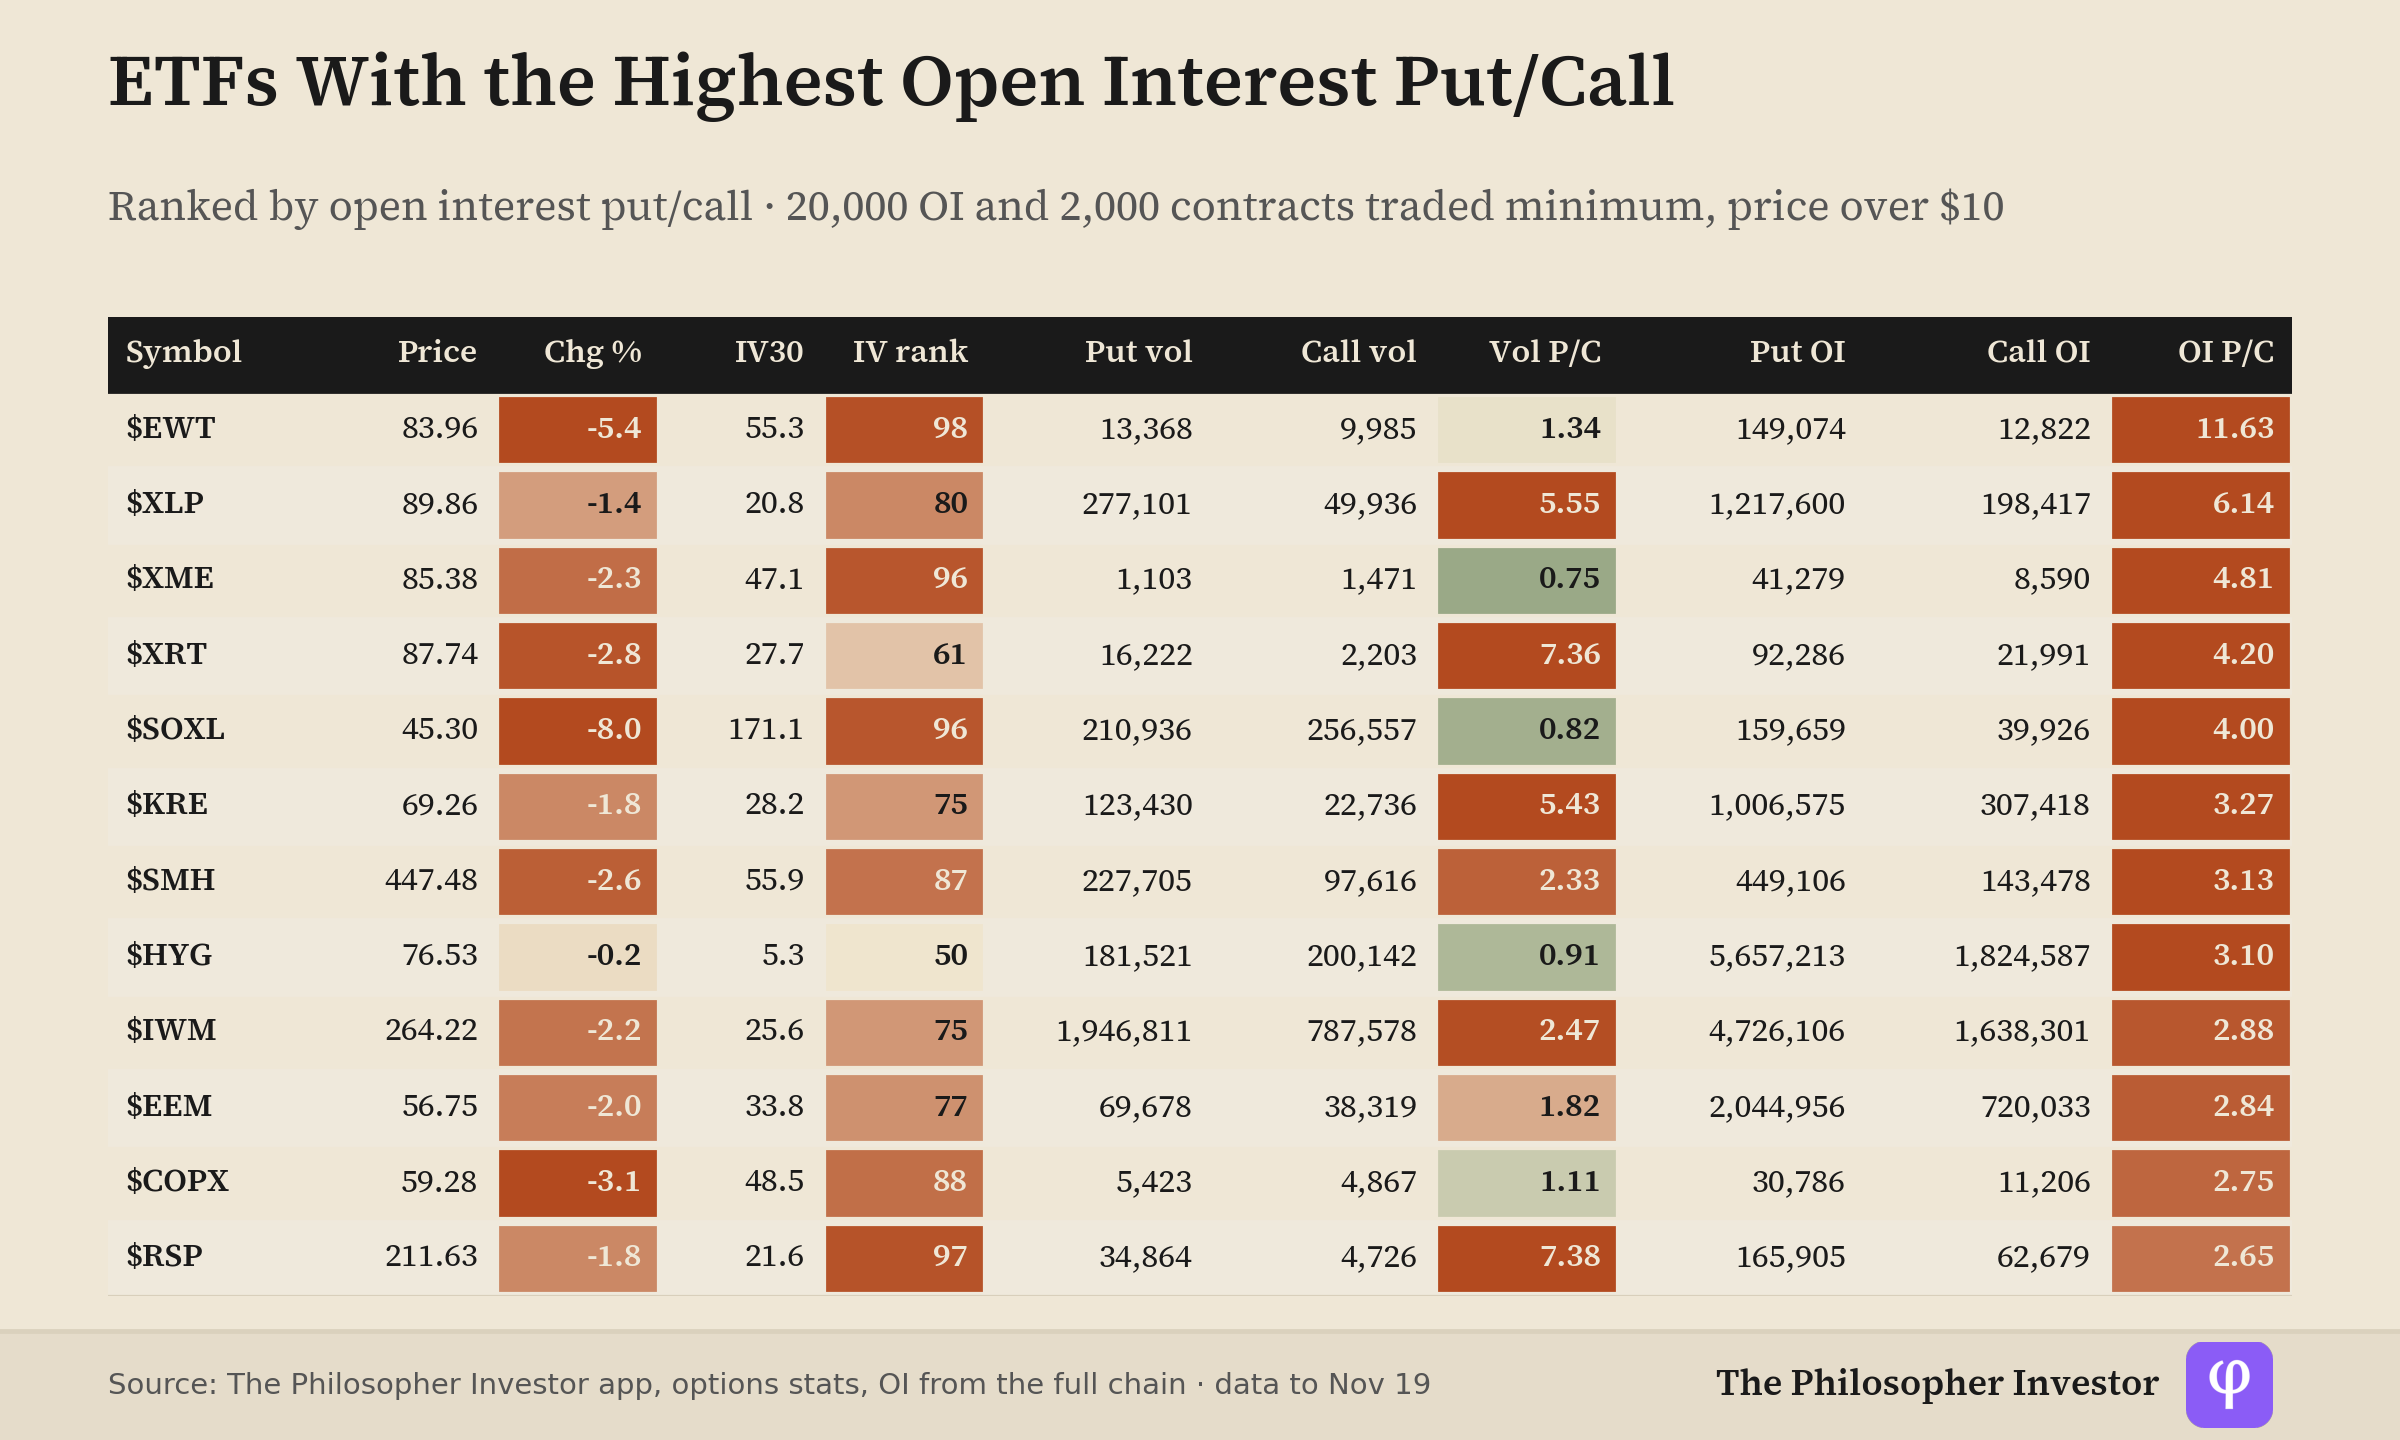 ETFs With the Highest Open Interest Put/Call
Ranked by open interest put/call · 20,000 OI and 2,000 contracts traded minimum, price over $10
Symbol Price Chg % IV30 IV rank Put vol Call vol Vol P/C Put OI Call OI OI P/C
$EWT 83.96 -5.4 55.3 98 13,368 9,985 1.34 149,074 12,822 11.63
$XLP 89.86 -1.4 20.8 80 277,101 49,936 5.55 1,217,600 198,417 6.14
$XME 85.38 -2.3 47.1 96 1,103 1,471 0.75 41,279 8,590 4.81
$XRT 87.74 -2.8 27.7 61 16,222 2,203 7.36 92,286 21,991 4.20
$SOXL 45.30 -8.0 171.1 96 210,936 256,557 0.82 159,659 39,926 4.00
$KRE 69.26 -1.8 28.2 75 123,430 22,736 5.43 1,006,575 307,418 3.27
$SMH 447.48 -2.6 55.9 87 227,705 97,616 2.33 449,106 143,478 3.13
$HYG 76.53 -0.2 5.3 50 181,521 200,142 0.91 5,657,213 1,824,587 3.10
$IWM 264.22 -2.2 25.6 75 1,946,811 787,578 2.47 4,726,106 1,638,301 2.88
$EEM 56.75 -2.0 33.8 77 69,678 38,319 1.82 2,044,956 720,033 2.84
$COPX 59.28 -3.1 48.5 88 5,423 4,867 1.11 30,786 11,206 2.75
$RSP 211.63 -1.8 21.6 97 34,864 4,726 7.38 165,905 62,679 2.65
Source: The Philosopher Investor app, options stats, OI from the full chain · data to Nov 19
The Philosopher Investor φ